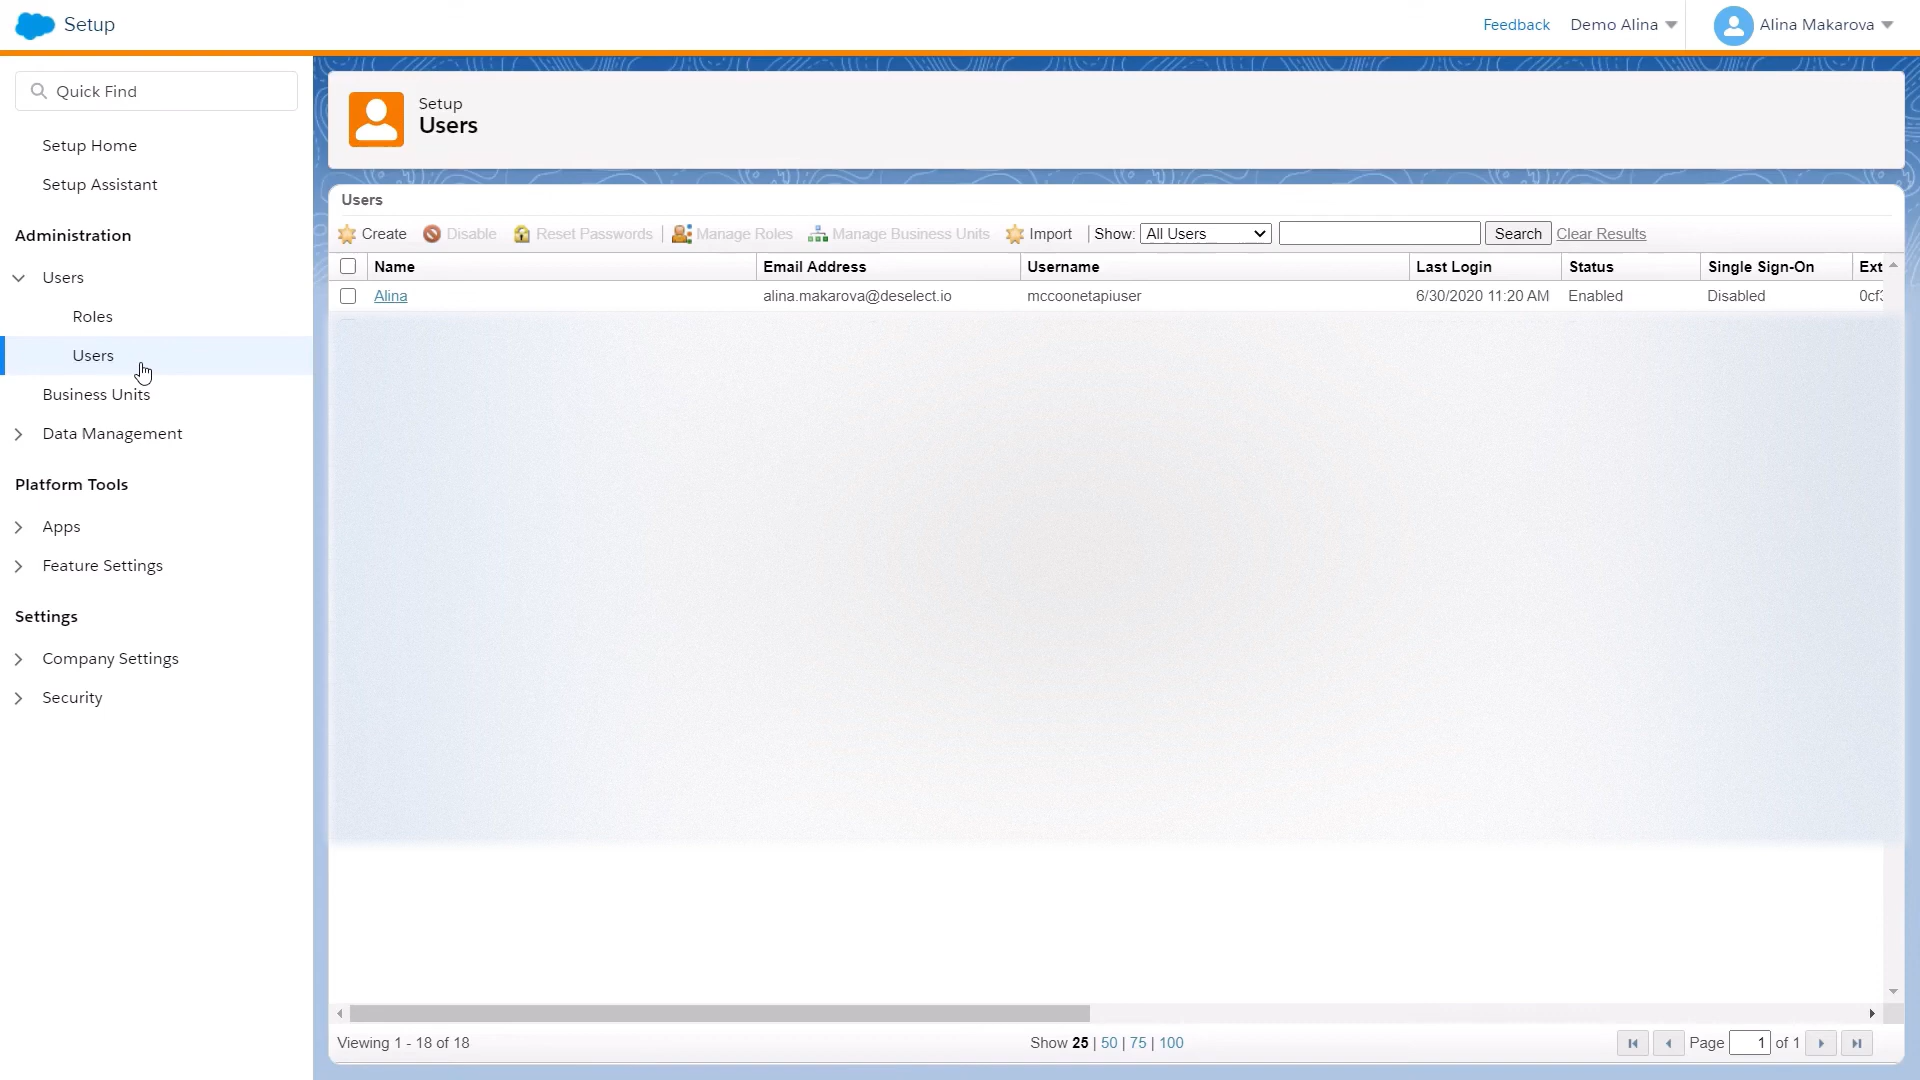 Setup
Feedback
Demo Alina
Alina Makarova
Quick Find
Setup Home
Setup Assistant
Administration
Users
Roles
Users
Business Units
Data Management
Platform Tools
Apps
Feature Settings
Settings
Company Settings
Security
Setup
Users
Users
Create Disable Reset Passwords | Manage Roles Manage Business Units Import | Show: All Users Search Clear Results
Name Email Address Username Last Login Status Single Sign-On Ext
Alina alina.makarova@deselect.io mccoonetapiuser 6/30/2020 11:20 AM Enabled Disabled 0cf3
Viewing 1 - 18 of 18 Show 25 | 50 | 75 | 100 Page 1 of 1